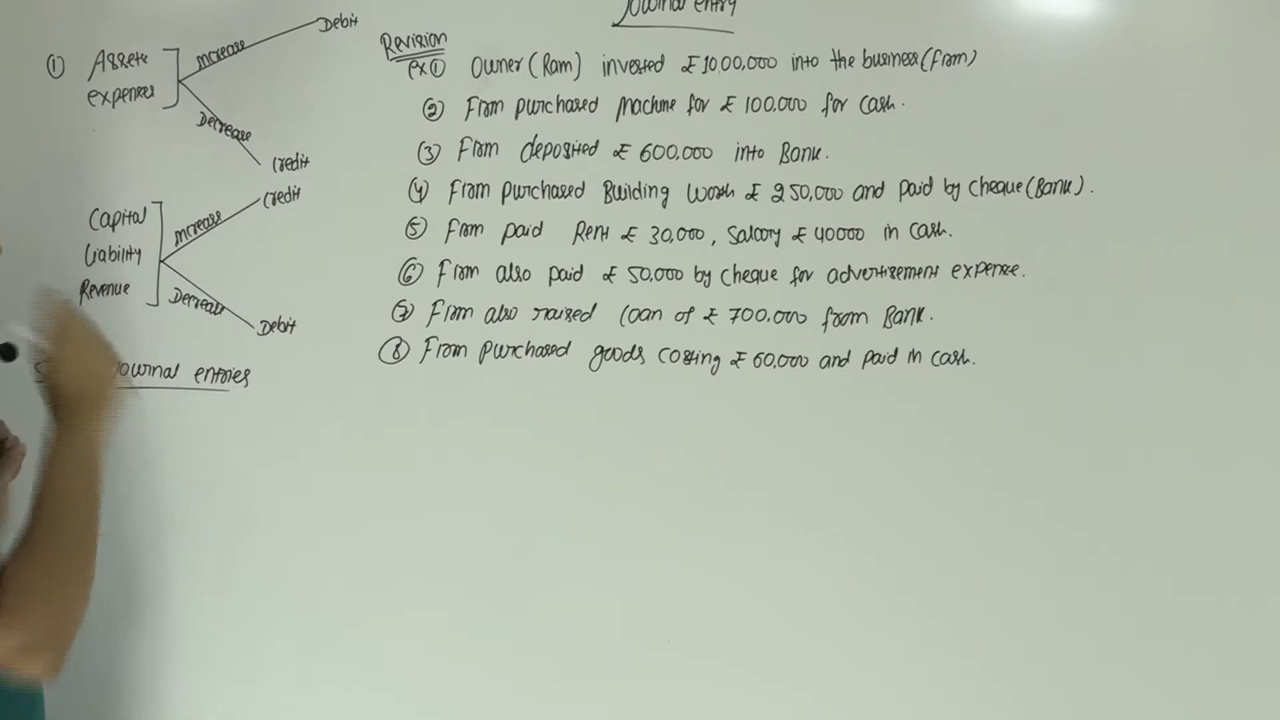 Journal entry
① Assets
expenses
Increase
Debit
Decrease
Credit
Capital
Liability
Revenue
Increase
Credit
Decrease
Debit
Journal entries
Revision
ex① Owner (Ram) invested £ 10,00,000 into the business (firm)
② Firm purchased machine for £ 100,000 for cash.
③ Firm deposited £ 600,000 into Bank.
④ Firm purchased Building worth £ 250,000 and paid by cheque (Bank).
⑤ Firm paid Rent £ 30,000, Salary £ 40000 in cash.
⑥ Firm also paid £ 50,000 by cheque for advertisement expense.
⑦ Firm also raised loan of £ 700,000 from Bank.
⑧ Firm purchased goods costing £ 60,000 and paid in cash.